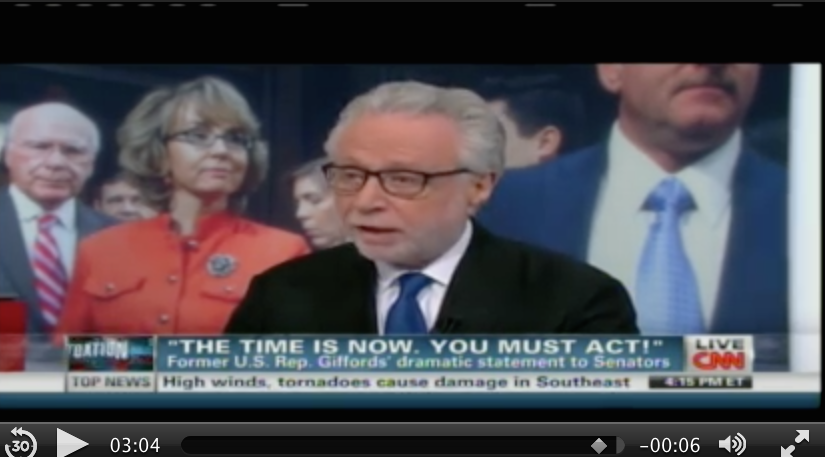 "THE TIME IS NOW. YOU MUST ACT!"
Former U.S. Rep. Giffords' dramatic statement to Senators
LIVE
CNN
TOP NEWS
High winds, tornadoes cause damage in Southeast
4:15 PM ET
30
03:04
-00:06